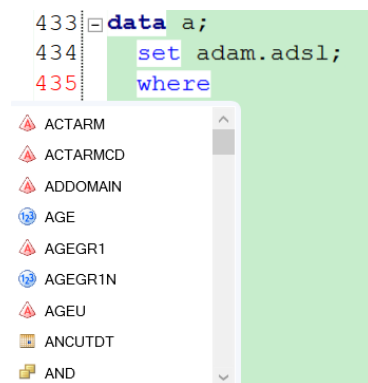 433 data a;
434 set adam.adsl;
435 where
ACTARM
ACTARMCD
ADDOMAIN
AGE
AGEGR1
AGEGR1N
AGEU
ANCUTDT
AND